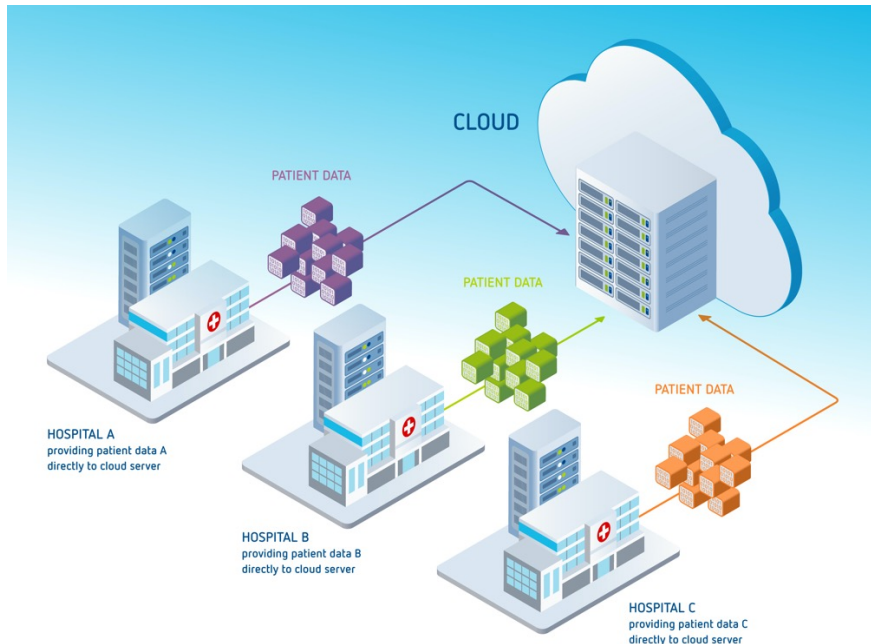 CLOUD
PATIENT DATA
PATIENT DATA
PATIENT DATA
HOSPITAL A
providing patient data A
directly to cloud server
HOSPITAL B
providing patient data B
directly to cloud server
HOSPITAL C
providing patient data C
directly to cloud server